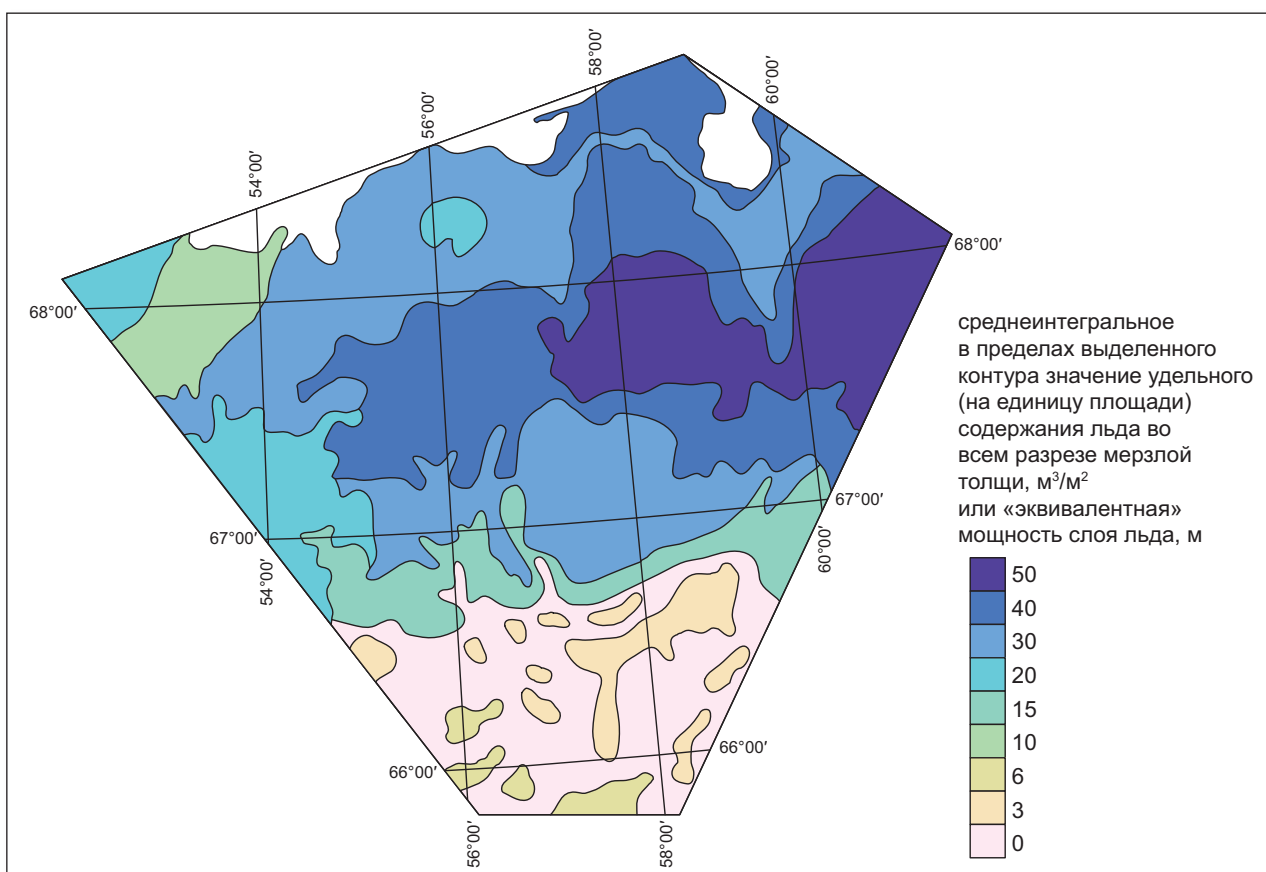 58°00′
60°00′
56°00′
54°00′
68°00′
68°00′
среднеинтегральное
в пределах выделенного
контура значение удельного
(на единицу площади)
содержания льда во
всем разрезе мерзлой
толщи, м³/м²
или «эквивалентная»
мощность слоя льда, м
67°00′
67°00′
54°00′
60°00′
50
40
30
20
15
10
6
3
0
66°00′
66°00′
56°00′
58°00′